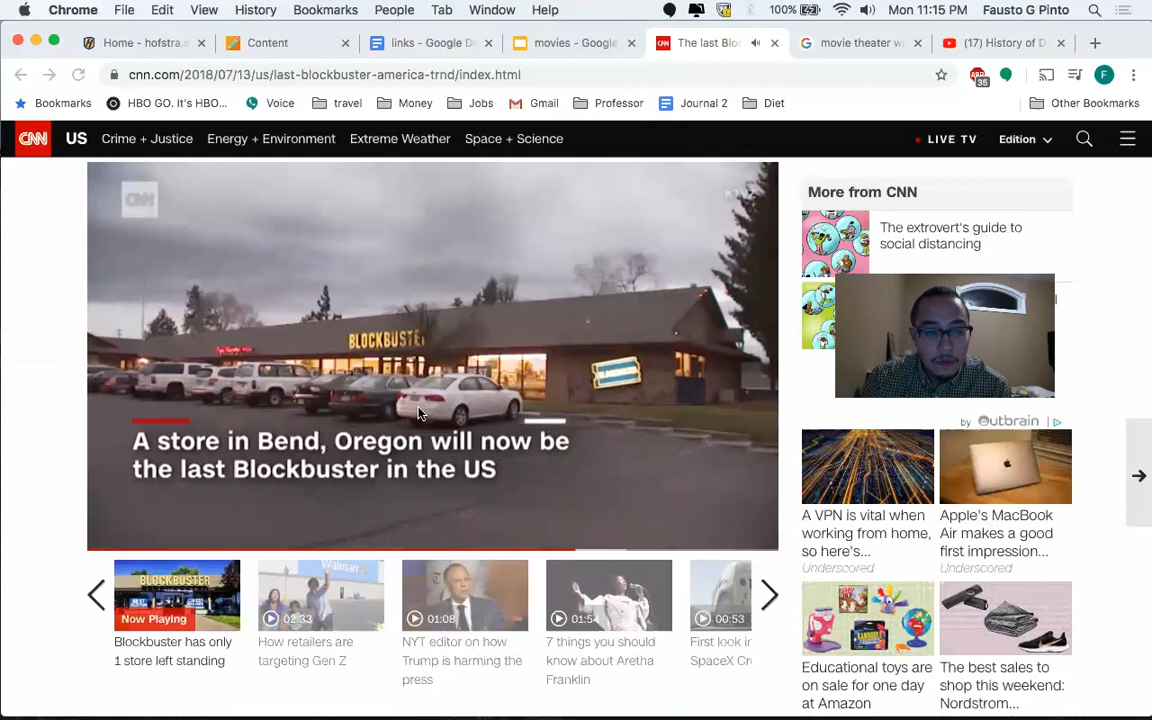 Chrome File Edit View History Bookmarks People Tab Window Help 100% Mon 11:15 PM Fausto G Pinto
Home - hofstra. Content links - Google D movies - Google The last Blo movie theater w (17) History of D
cnn.com/2018/07/13/us/last-blockbuster-america-trnd/index.html
35 F
Bookmarks HBO GO. It's HBO... Voice travel Money Jobs Gmail Professor Journal 2 Diet Other Bookmarks
CNN US Crime + Justice Energy + Environment Extreme Weather Space + Science LIVE TV Edition
CNN
BLOCKBUSTER
A store in Bend, Oregon will now be
the last Blockbuster in the US
More from CNN
The extrovert's guide to
social distancing
by Outbrain
A VPN is vital when
working from home,
so here's...
Underscored
Apple's MacBook
Air makes a good
first impression...
Underscored
Educational toys are
on sale for one day
at Amazon
The best sales to
shop this weekend:
Nordstrom...
BLOCKBUSTER
Now Playing
Blockbuster has only
1 store left standing
Walmart
02:33
How retailers are
targeting Gen Z
01:08
NYT editor on how
Trump is harming the
press
01:54
7 things you should
know about Aretha
Franklin
00:53
First look i
SpaceX Cr